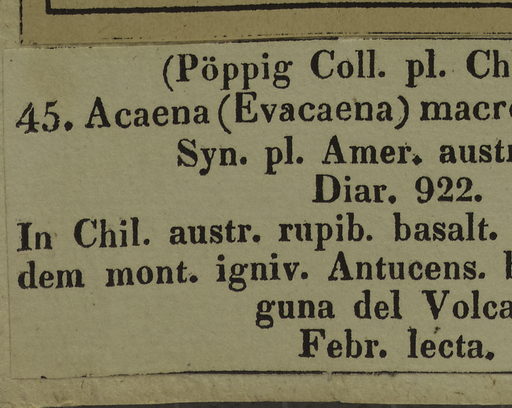 (Pöppig Coll. pl. Ch
45. Acaena (Evacaena) macr
Syn. pl. Amer. austr
Diar. 922.
In Chil. austr. rupib. basalt.
dem mont. igniv. Antucens.
guna del Volca
Febr. lecta.